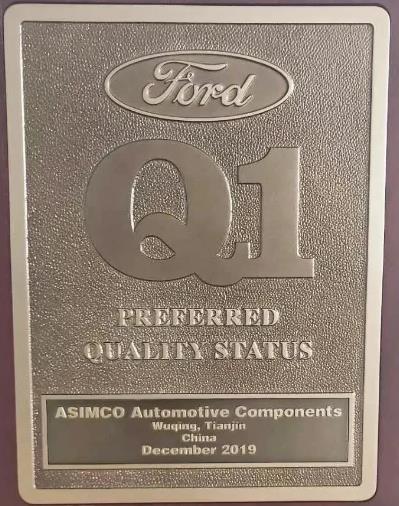 Ford
Q1
PREFERRED
QUALITY STATUS
ASIMCO Automotive Components
Wuqing, Tianjin
China
December 2019